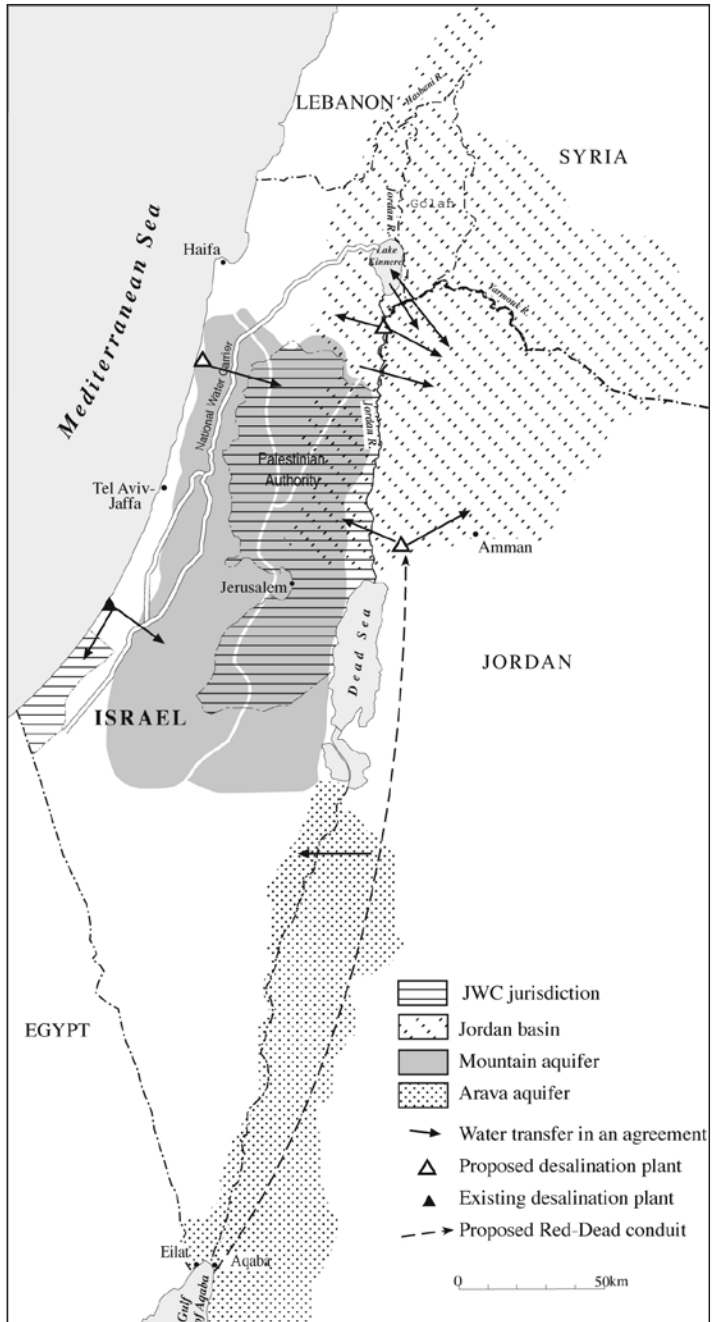 LEBANON
Hasbani R.
SYRIA
Jordan R.
Golan
Mediterranean Sea
Haifa
Lake
Kinneret
Yarmouk R.
National Water Carrier
Jordan R.
Palestinian
Authority
Tel Aviv-
Jaffa
Amman
Jerusalem
Dead Sea
JORDAN
ISRAEL
EGYPT
JWC jurisdiction
Jordan basin
Mountain aquifer
Arava aquifer
Water transfer in an agreement
Proposed desalination plant
Existing desalination plant
Proposed Red-Dead conduit
Eilat
Aqaba
0 50km
Gulf
of Aqaba